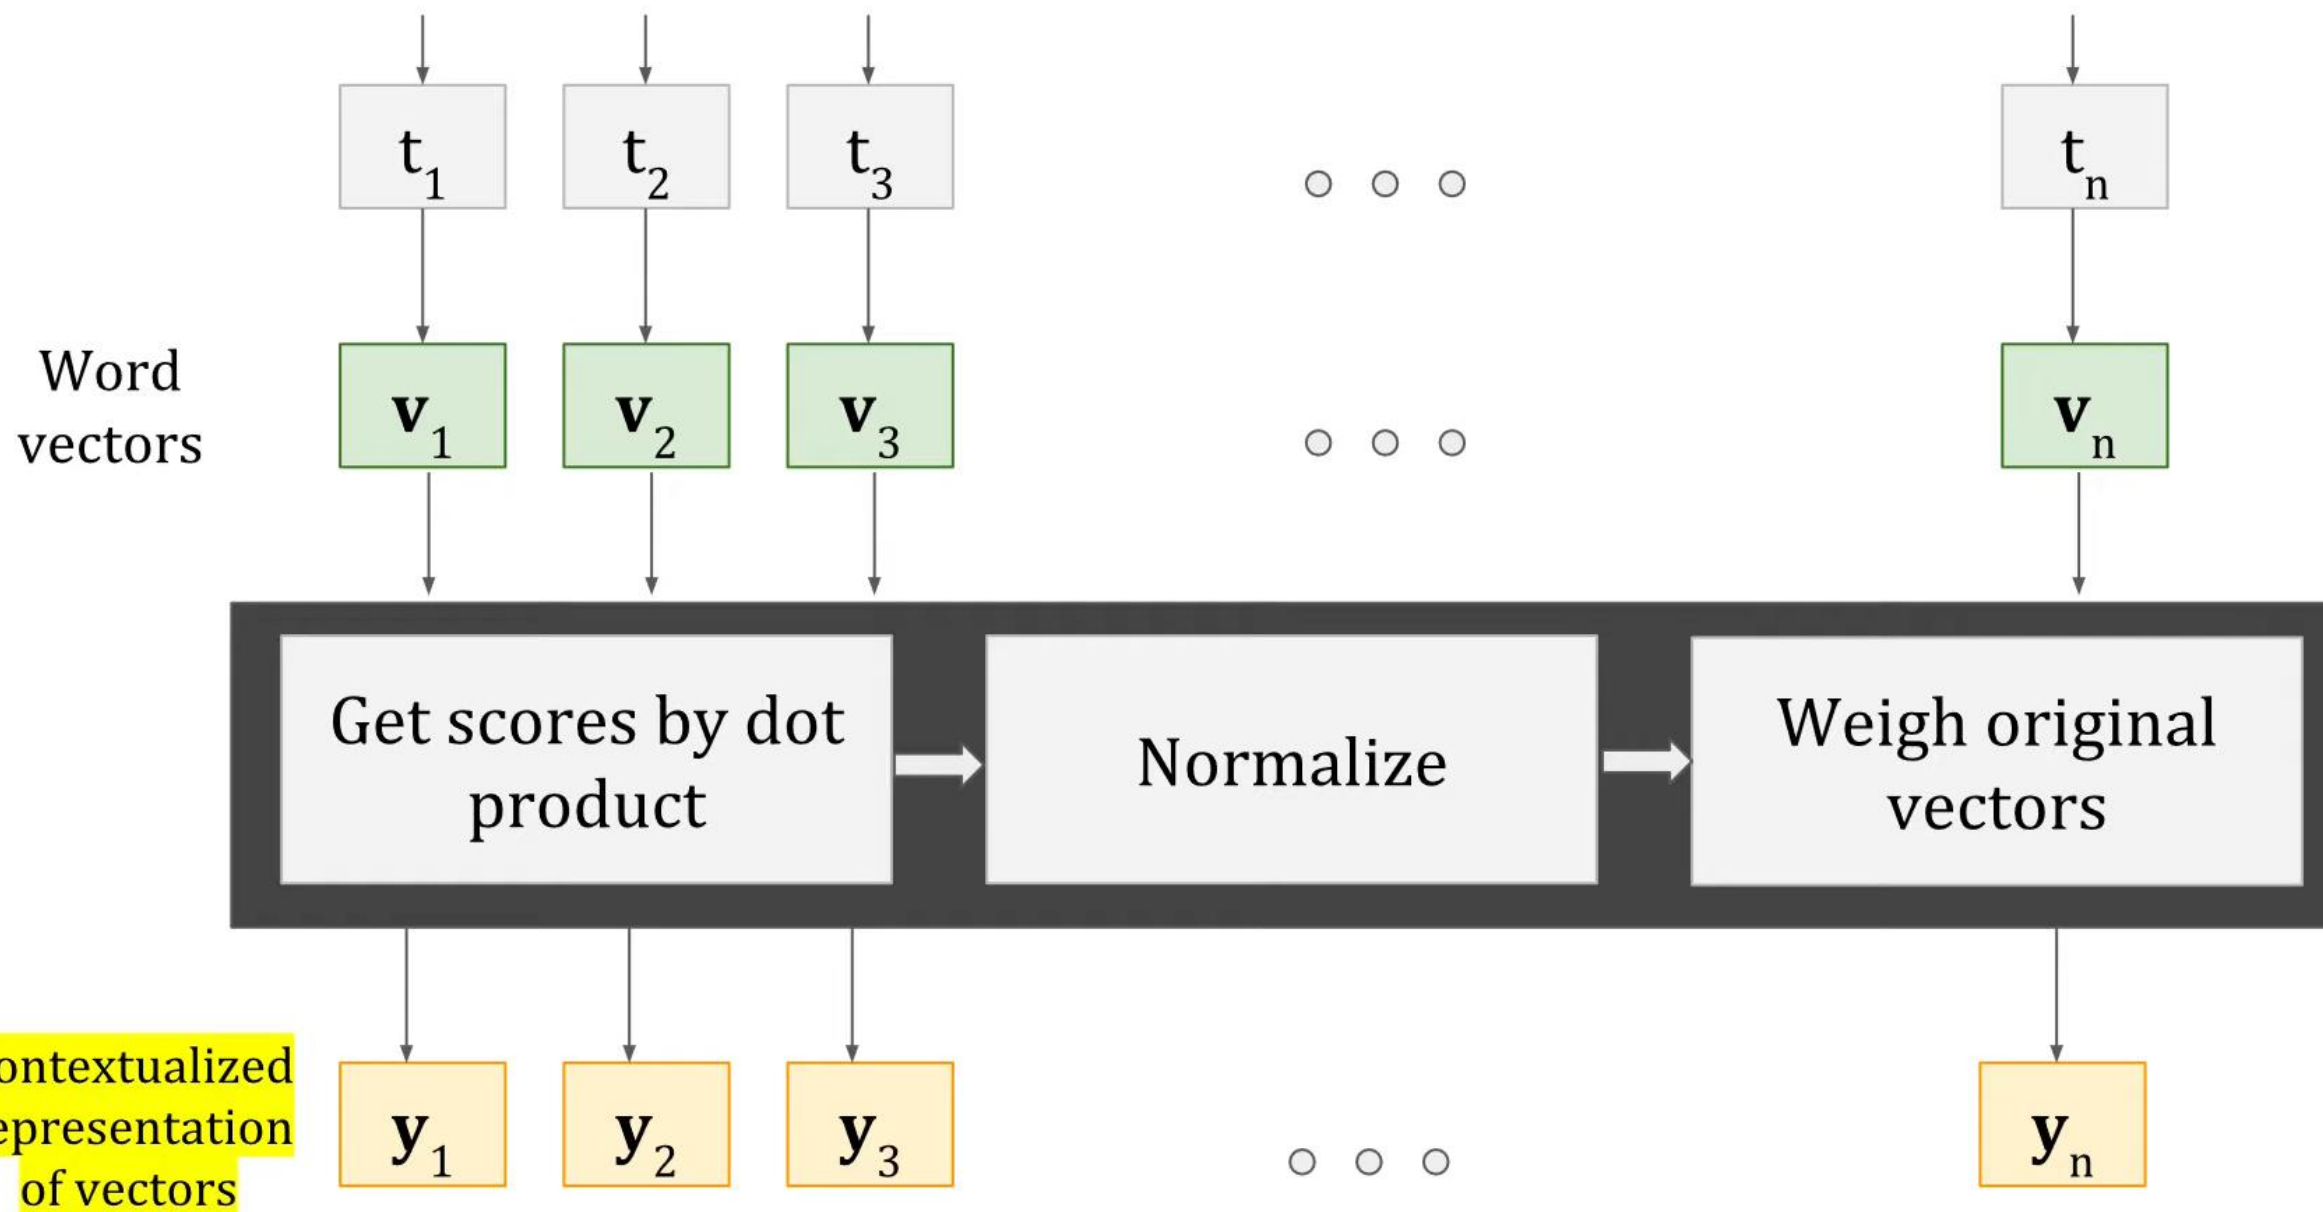 t1 t2 t3 tn
Word
vectors
v1 v2 v3 vn
Get scores by dot
product
Normalize
Weigh original
vectors
ontextualized
epresentation
of vectors
y1 y2 y3 yn